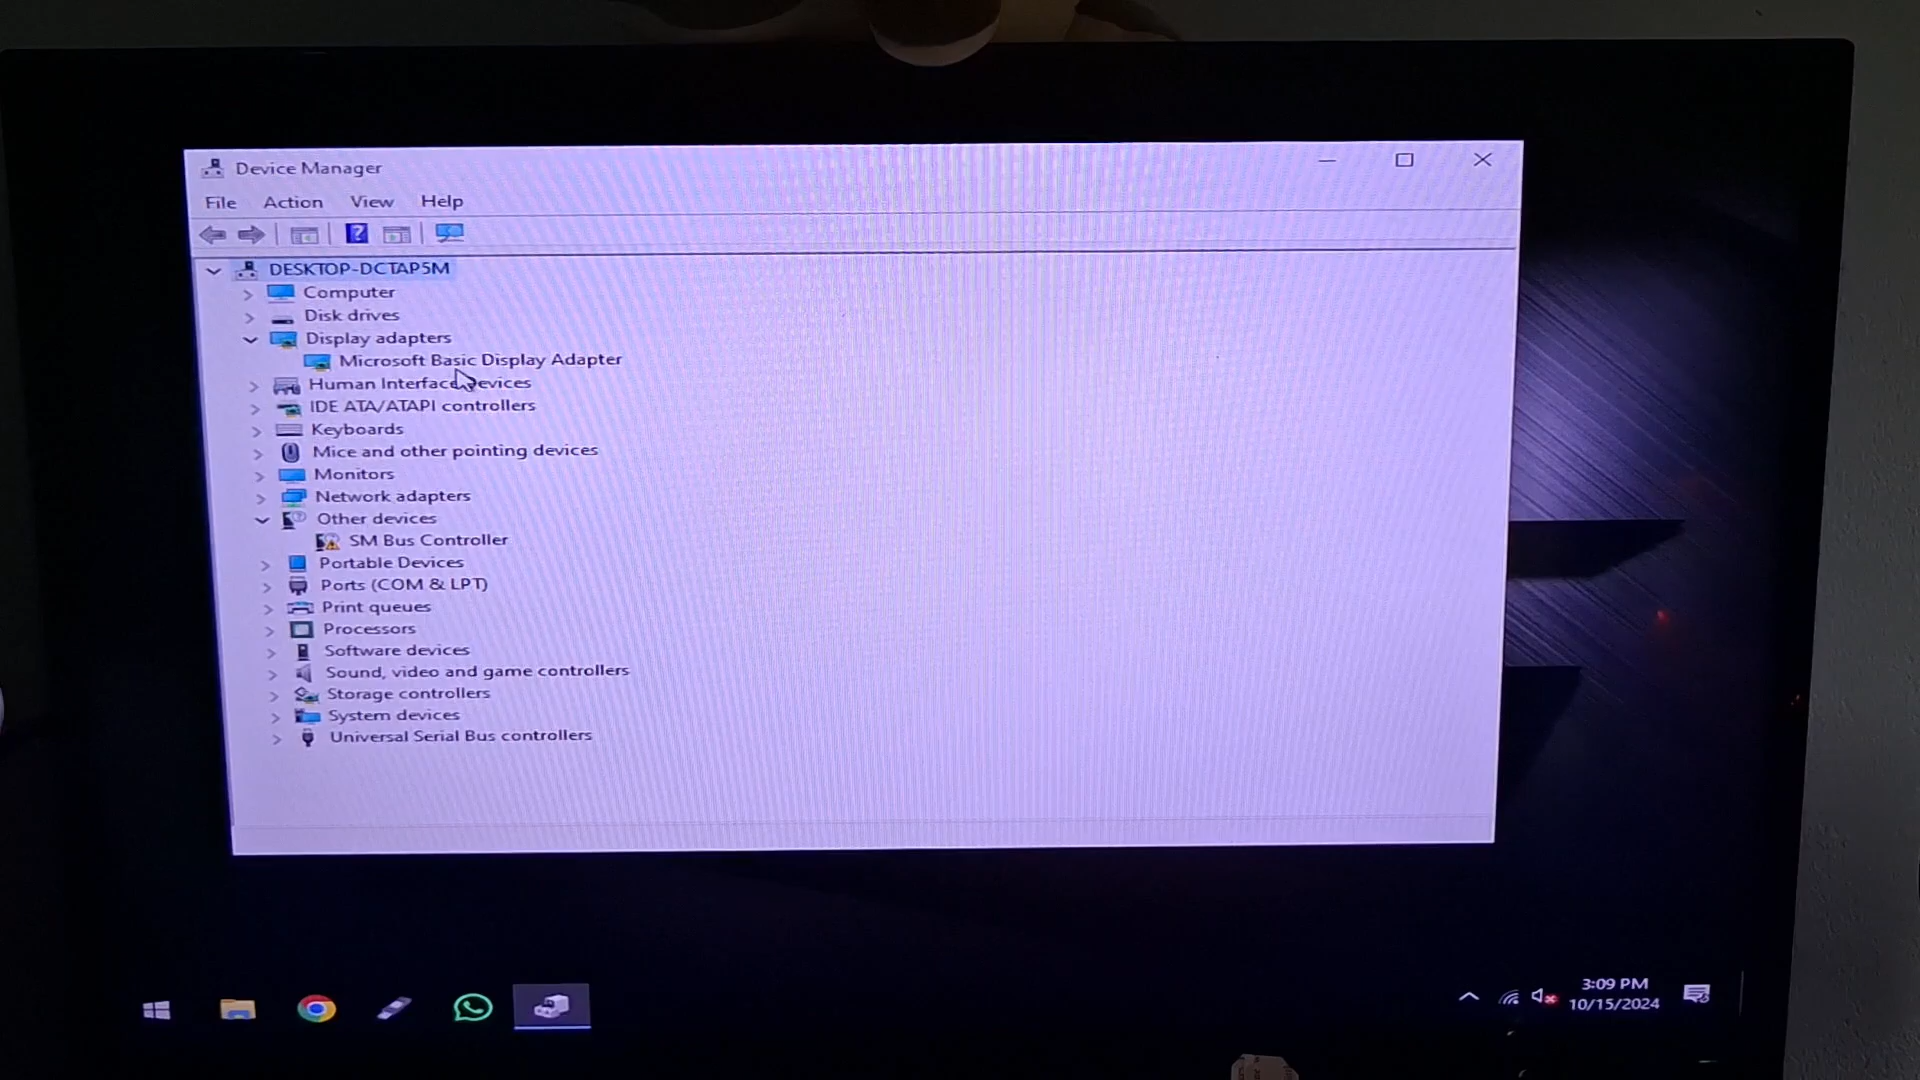 Device Manager
File Action View Help
DESKTOP-DCTAP5M
Computer
Disk drives
Display adapters
Microsoft Basic Display Adapter
Human Interface Devices
IDE ATA/ATAPI controllers
Keyboards
Mice and other pointing devices
Monitors
Network adapters
Other devices
SM Bus Controller
Portable Devices
Ports (COM & LPT)
Print queues
Processors
Software devices
Sound, video and game controllers
Storage controllers
System devices
Universal Serial Bus controllers
3:09 PM
10/15/2024